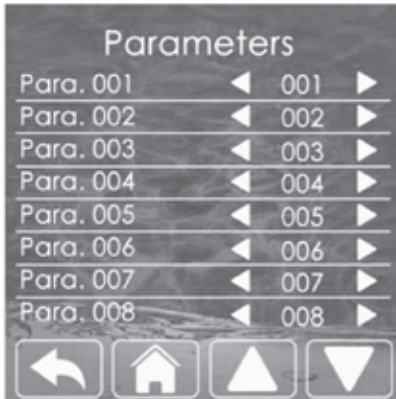 Parameters
Para. 001 001
Para. 002 002
Para. 003 003
Para. 004 004
Para. 005 005
Para. 006 006
Para. 007 007
Para. 008 008